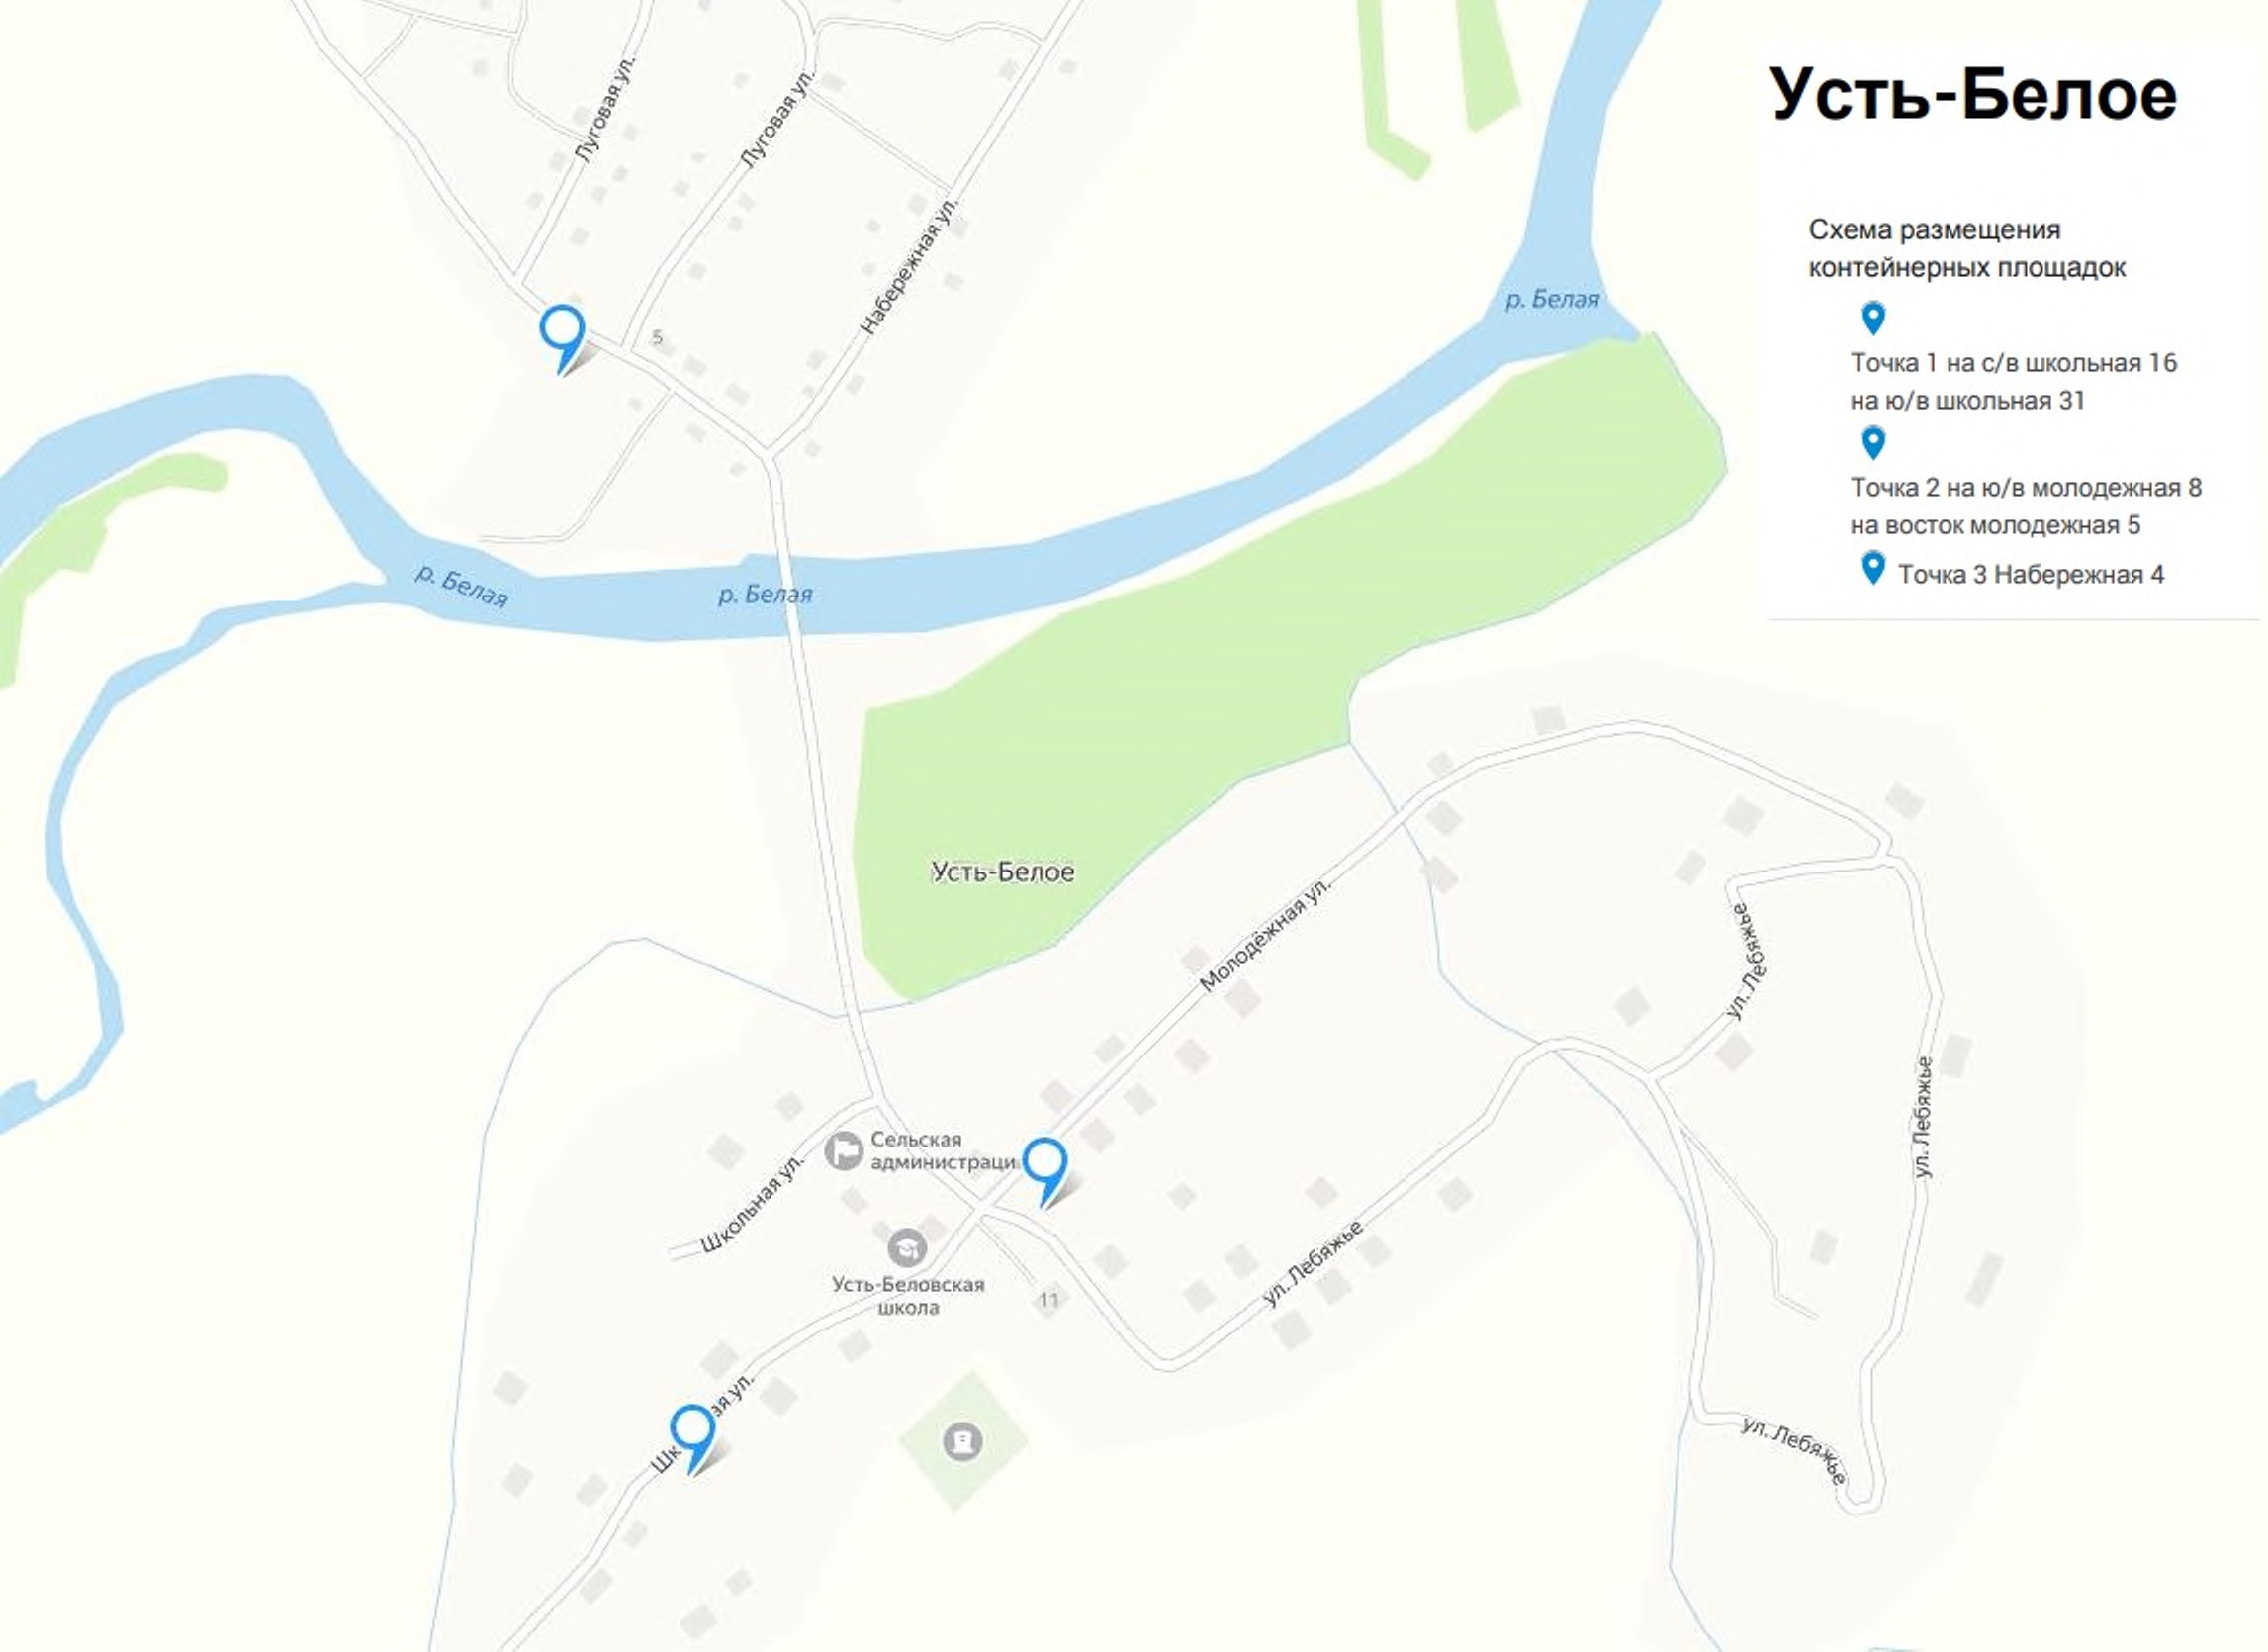 Усть-Белое
Схема размещения
контейнерных площадок
Точка 1 на с/в школьная 16
на ю/в школьная 31
Точка 2 на ю/в молодежная 8
на восток молодежная 5
Точка 3 Набережная 4
Луговая ул.
Луговая ул.
Набережная ул.
5
р. Белая
р. Белая
р. Белая
Усть-Белое
Молодёжная ул.
ул. Лебяжье
ул. Лебяжье
Сельская
администраци
Школьная ул.
Усть-Беловская
школа
11
ул. Лебяжье
ул. Лебяжье
Шк ая ул.